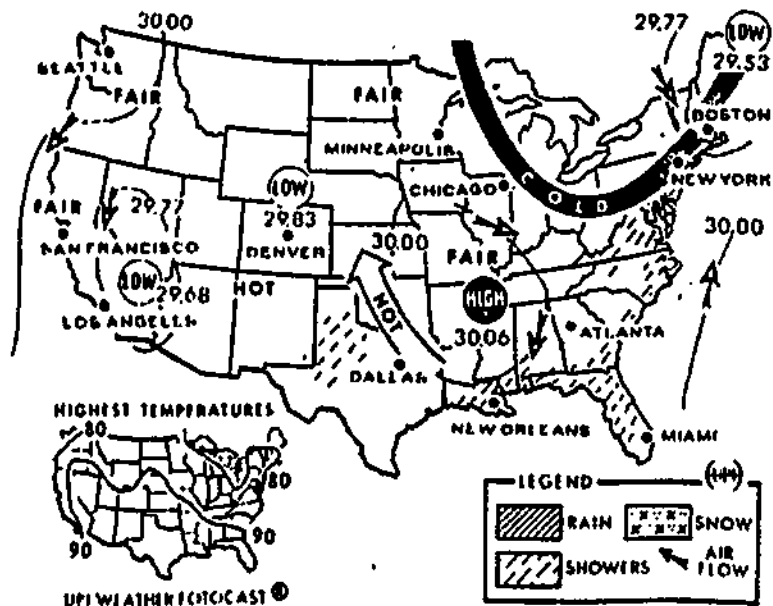 30.00
29.77
LOW
29.53
SEATTLE
FAIR
FAIR
BOSTON
MINNEAPOLIS
NEW YORK
CHICAGO
COLD
LOW
29.83
FAIR
29.77
SAN FRANCISCO
DENVER
30.00
30.00
FAIR
LOW
29.68
HOT
HIGH
HOT
LOS ANGELES
30.06
ATLANTA
DALLAS
NEW ORLEANS
MIAMI
HIGHEST TEMPERATURES
80
80
90
90
UPI WEATHER FOTOCAST ®
LEGEND
RAIN
SNOW
SHOWERS
AIR
FLOW